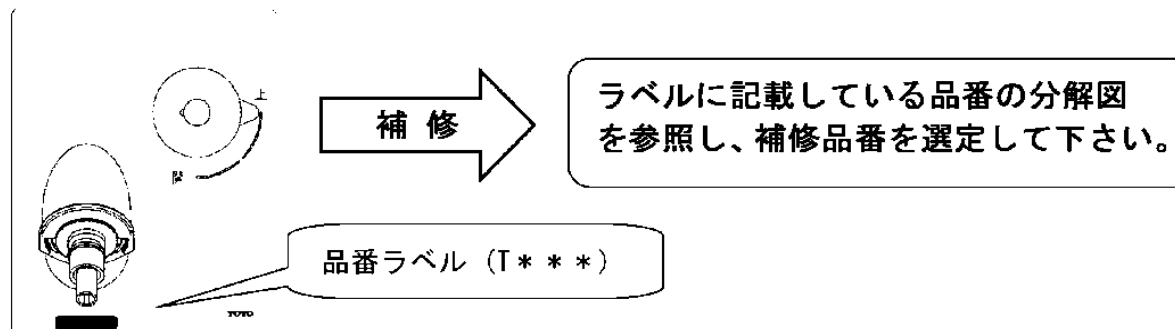 上
補 修
ラベルに記載している品番の分解図
を参照し、補修品番を選定して下さい。
品番ラベル（T＊＊＊）
TOTO